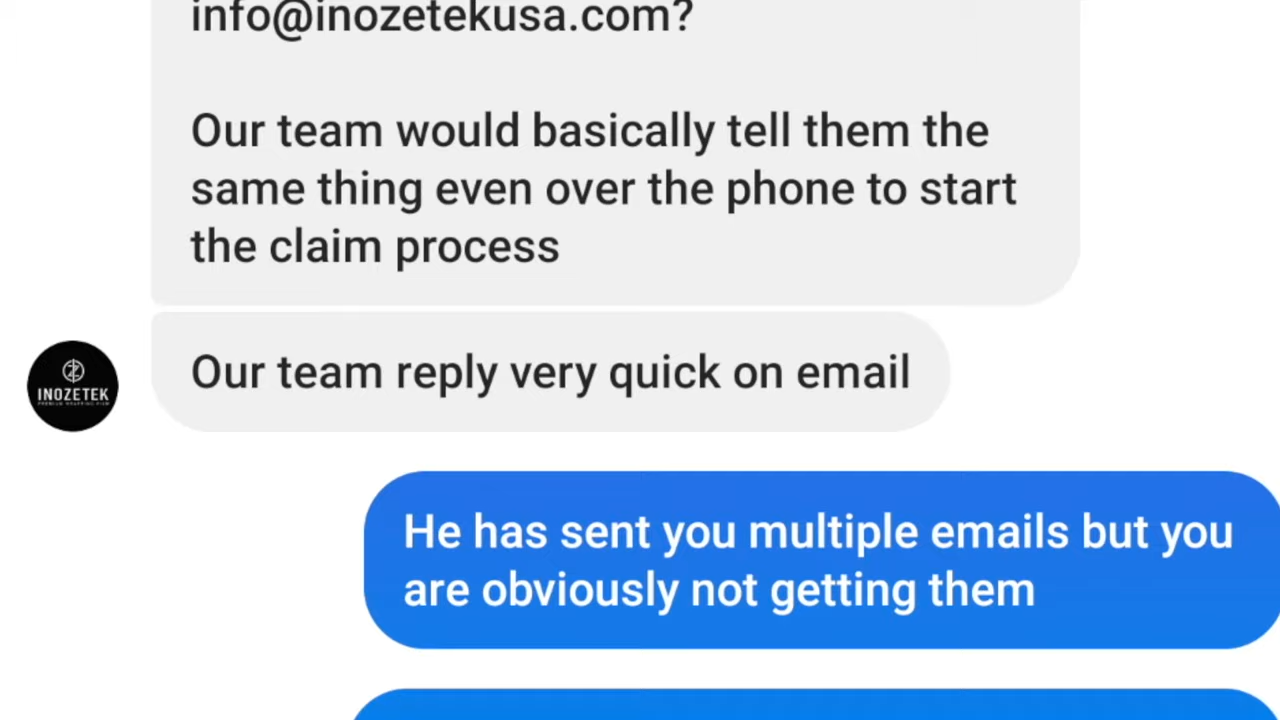 info@inozetekusa.com?
Our team would basically tell them the
same thing even over the phone to start
the claim process
Our team reply very quick on email
INOZETEK
He has sent you multiple emails but you
are obviously not getting them